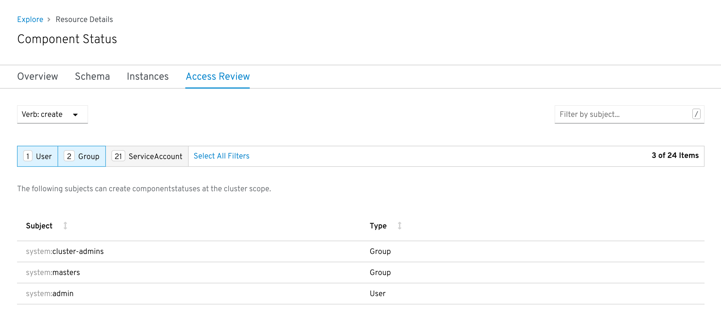 Explore > Resource Details
Component Status
Overview Schema Instances Access Review
Verb: create Filter by subject... /
1 User 2 Group 21 ServiceAccount Select All Filters 3 of 24 Items
The following subjects can create componentstatuses at the cluster scope.
Subject Type
system:cluster-admins Group
system:masters Group
system:admin User